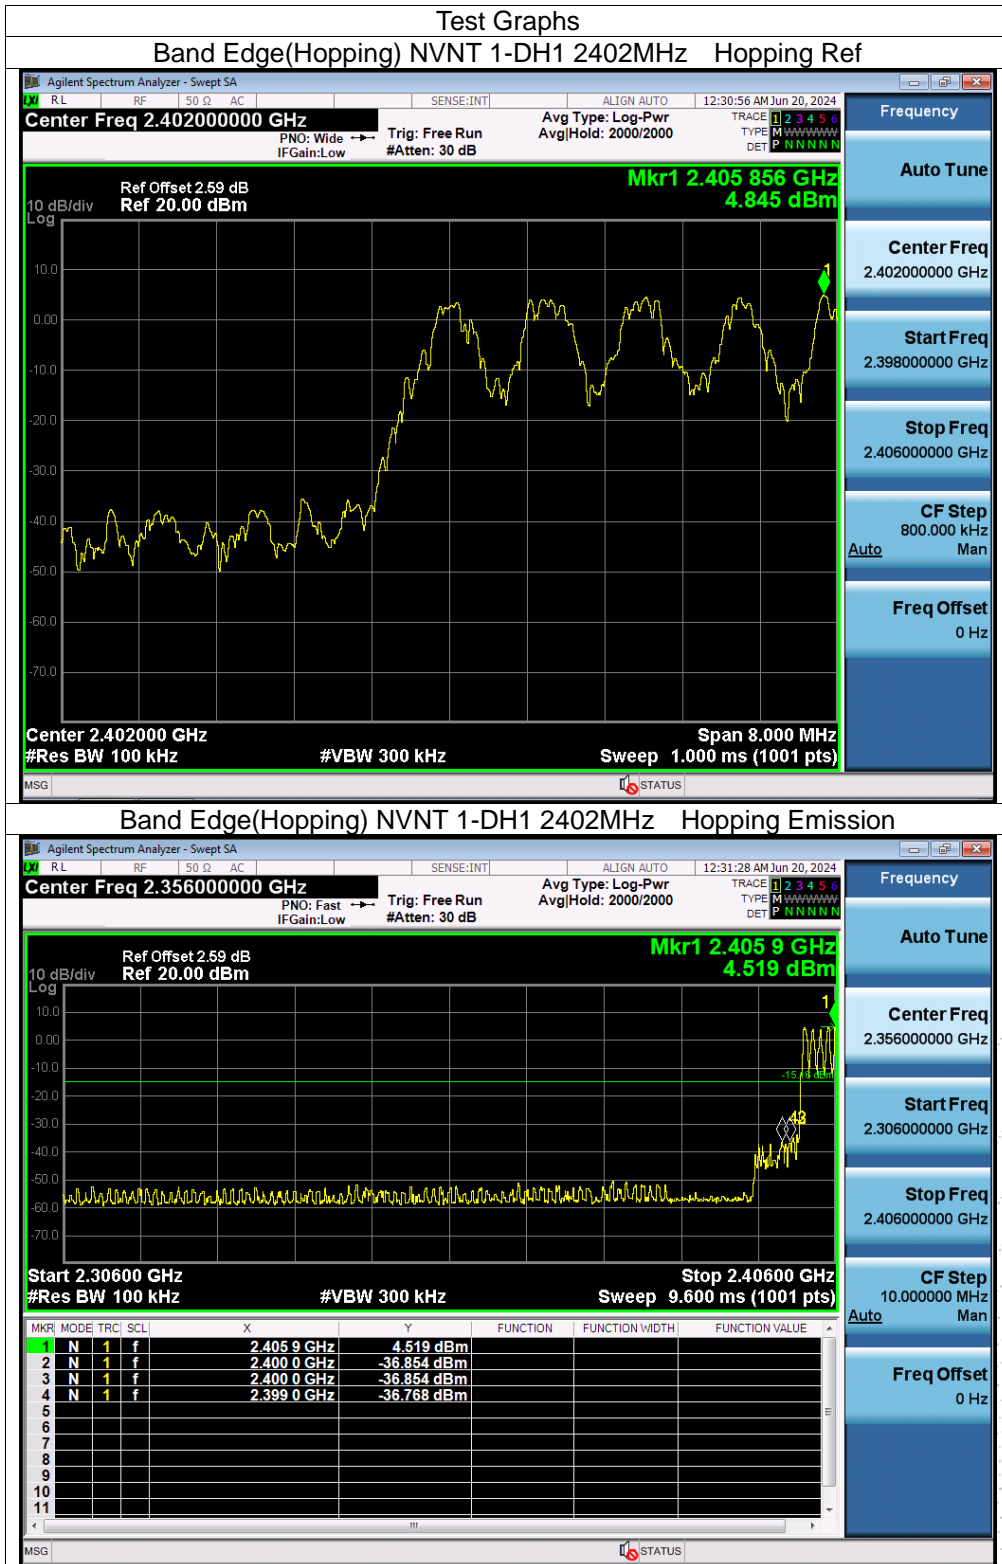 Test Graphs
Band Edge(Hopping) NVNT 1-DH1 2402MHz Hopping Ref
Agilent Spectrum Analyzer - Swept SA
LXI RL RF 50 Ω AC SENSE:INT ALIGN AUTO 12:30:56 AM Jun 20, 2024
Center Freq 2.402000000 GHz
PNO: Wide
IFGain:Low
Trig: Free Run
#Atten: 30 dB
Avg Type: Log-Pwr
Avg|Hold: 2000/2000
TRACE 1 2 3 4 5 6
TYPE M WWWWW
DET P N N N N N
Frequency
Auto Tune
Center Freq
2.402000000 GHz
Start Freq
2.398000000 GHz
Stop Freq
2.406000000 GHz
CF Step
800.000 kHz
Auto Man
Freq Offset
0 Hz
Mkr1 2.405 856 GHz
4.845 dBm
Ref Offset 2.59 dB
10 dB/div Ref 20.00 dBm
Log
1
10.0
0.00
-10.0
-20.0
-30.0
-40.0
-50.0
-60.0
-70.0
Center 2.402000 GHz Span 8.000 MHz
#Res BW 100 kHz #VBW 300 kHz Sweep 1.000 ms (1001 pts)
MSG STATUS
Band Edge(Hopping) NVNT 1-DH1 2402MHz Hopping Emission
Agilent Spectrum Analyzer - Swept SA
LXI RL RF 50 Ω AC SENSE:INT ALIGN AUTO 12:31:28 AM Jun 20, 2024
Center Freq 2.356000000 GHz
PNO: Fast
IFGain:Low
Trig: Free Run
#Atten: 30 dB
Avg Type: Log-Pwr
Avg|Hold: 2000/2000
TRACE 1 2 3 4 5 6
TYPE M WWWWW
DET P N N N N N
Frequency
Auto Tune
Center Freq
2.356000000 GHz
Start Freq
2.306000000 GHz
Stop Freq
2.406000000 GHz
CF Step
10.000000 MHz
Auto Man
Freq Offset
0 Hz
Mkr1 2.405 9 GHz
4.519 dBm
Ref Offset 2.59 dB
10 dB/div Ref 20.00 dBm
Log
1
10.0
0.00
-10.0
-15.16 dBm
-20.0
-30.0
43
-40.0
-50.0
-60.0
-70.0
Start 2.30600 GHz Stop 2.40600 GHz
#Res BW 100 kHz #VBW 300 kHz Sweep 9.600 ms (1001 pts)
MKR MODE TRC SCL X Y FUNCTION FUNCTION WIDTH FUNCTION VALUE
1 N 1 f 2.405 9 GHz 4.519 dBm
2 N 1 f 2.400 0 GHz -36.854 dBm
3 N 1 f 2.400 0 GHz -36.854 dBm
4 N 1 f 2.399 0 GHz -36.768 dBm
5
6
7
8
9
10
11
MSG STATUS